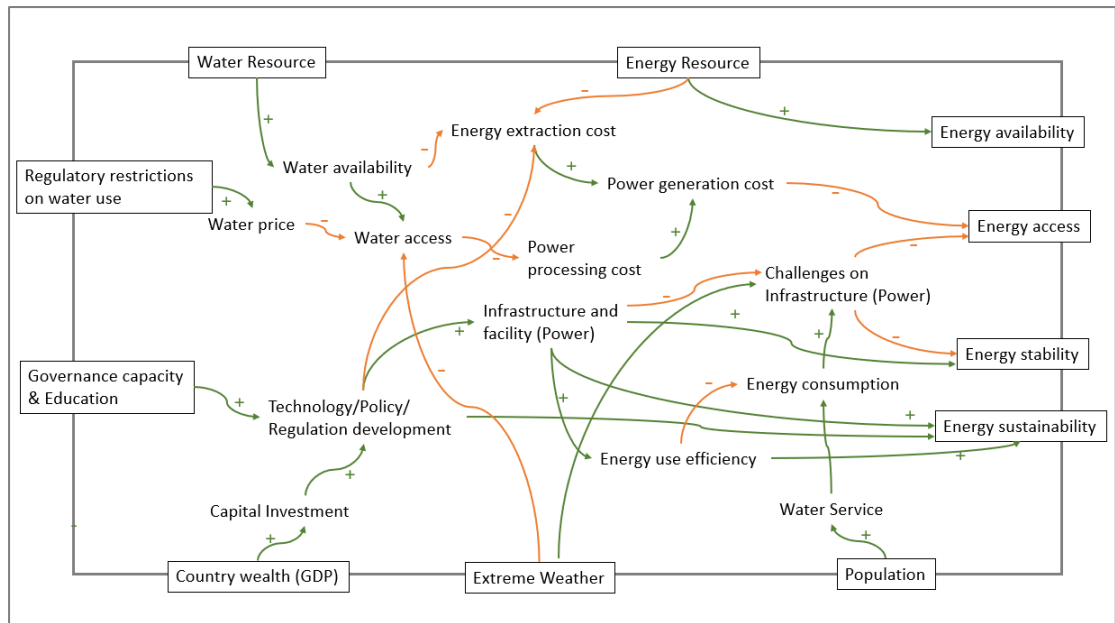 Water Resource
Energy Resource
−
+
+
Energy extraction cost
Energy availability
−
Water availability
+
Regulatory restrictions
on water use
+
Power generation cost
−
+
−
Water price
−
Water access
Energy access
+
−
−
Power
processing cost
Challenges on
Infrastructure (Power)
−
Infrastructure and
facility (Power)
+
+
+
−
Energy stability
Governance capacity
& Education
−
−
Energy consumption
+
+
Technology/Policy/
Regulation development
+
Energy sustainability
Energy use efficiency
+
+
Capital Investment
Water Service
-
+
+
Country wealth (GDP)
Extreme Weather
Population